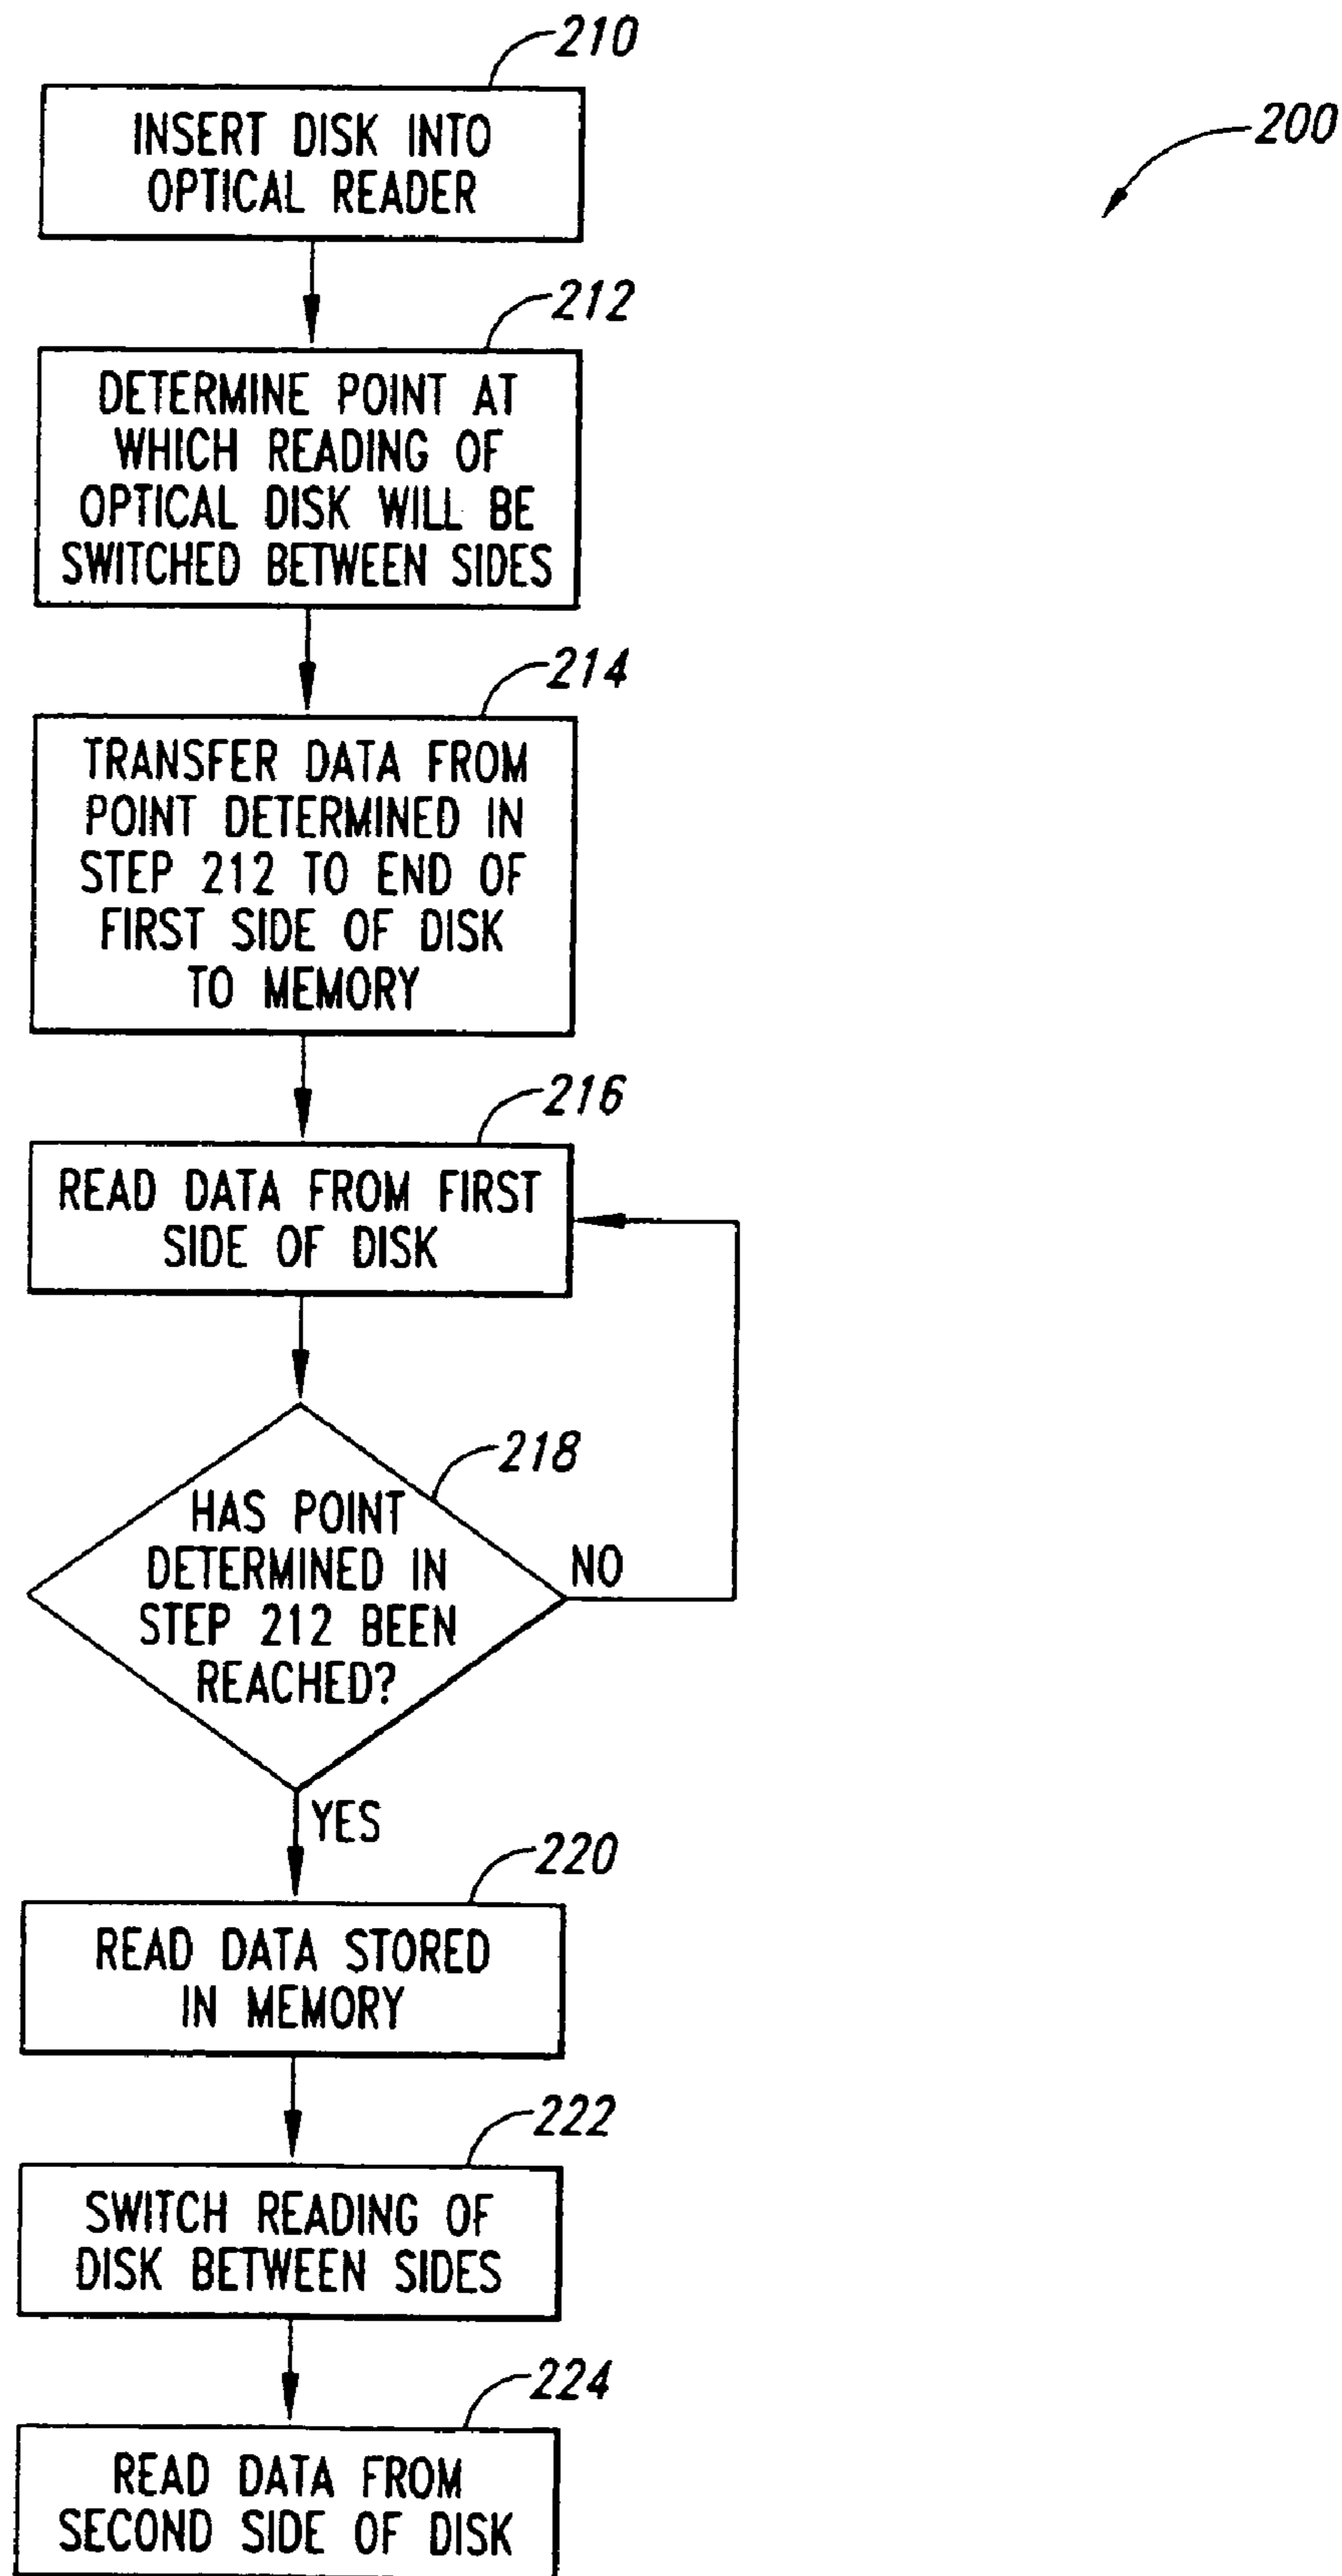 210
200
INSERT DISK INTO
OPTICAL READER
212
DETERMINE POINT AT
WHICH READING OF
OPTICAL DISK WILL BE
SWITCHED BETWEEN SIDES
214
TRANSFER DATA FROM
POINT DETERMINED IN
STEP 212 TO END OF
FIRST SIDE OF DISK
TO MEMORY
216
READ DATA FROM FIRST
SIDE OF DISK
218
HAS POINT
DETERMINED IN
STEP 212 BEEN
REACHED?
NO
YES
220
READ DATA STORED
IN MEMORY
222
SWITCH READING OF
DISK BETWEEN SIDES
224
READ DATA FROM
SECOND SIDE OF DISK